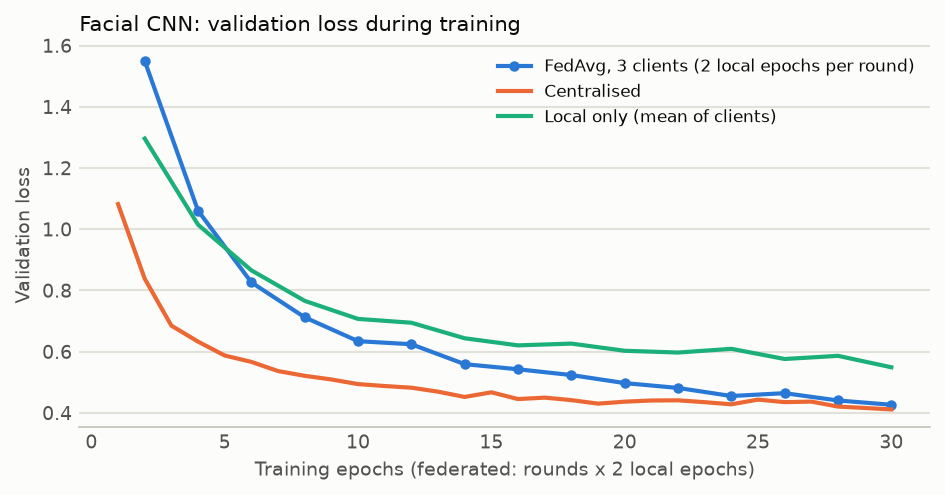 Facial CNN: validation loss during training
FedAvg, 3 clients (2 local epochs per round)
Centralised
Local only (mean of clients)
Validation loss
1.6
1.4
1.2
1.0
0.8
0.6
0.4
0 5 10 15 20 25 30
Training epochs (federated: rounds x 2 local epochs)